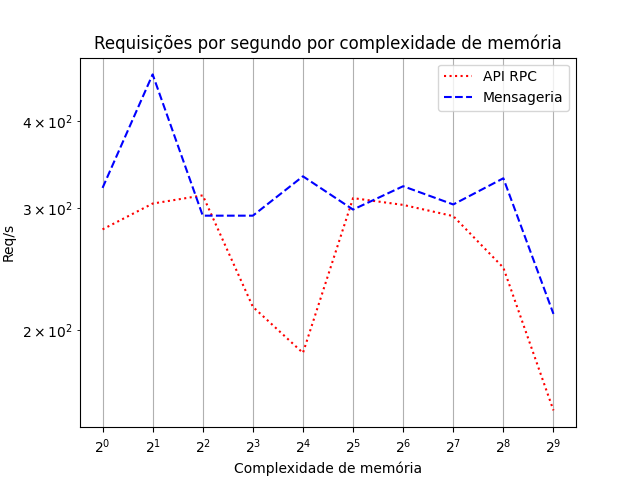 Requisições por segundo por complexidade de memória
API RPC
Mensageria
4 × 10²
3 × 10²
2 × 10²
Req/s
2⁰ 2¹ 2² 2³ 2⁴ 2⁵ 2⁶ 2⁷ 2⁸ 2⁹
Complexidade de memória